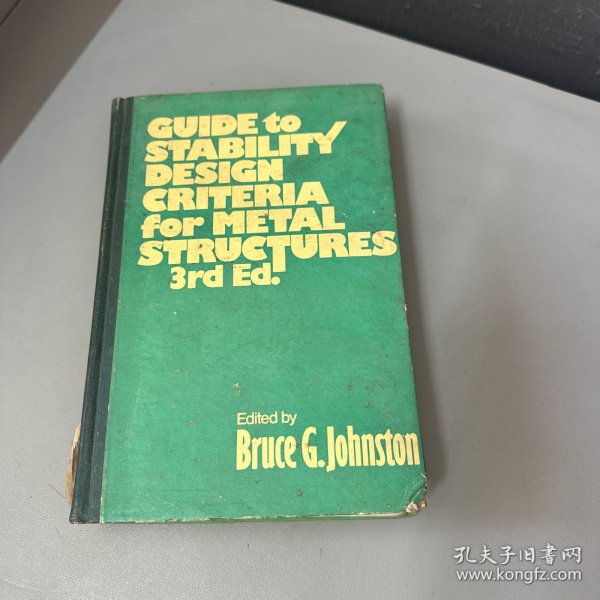 GUIDE to
STABILITY
DESIGN
CRITERIA
for METAL
STRUCTURES
3rd Ed.
Edited by
Bruce G. Johnston
孔夫子旧书网
www.kongfz.com